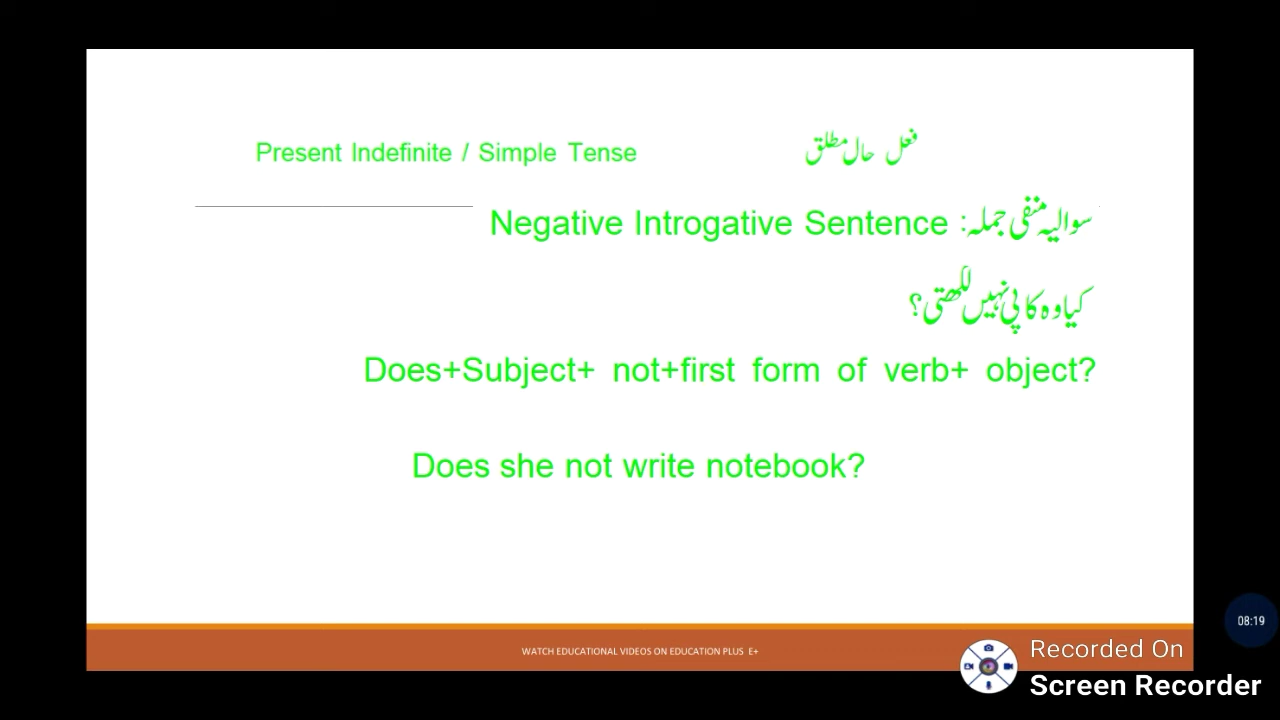 Present Indefinite / Simple Tense فعل حال مطلق
Negative Introgative Sentence :سوالیہ منفی جملہ
کیا وہ کاپی نہیں لکھتی؟
Does+Subject+ not+first form of verb+ object?
Does she not write notebook?
WATCH EDUCATIONAL VIDEOS ON EDUCATION PLUS E+
08:19
Recorded On
Screen Recorder